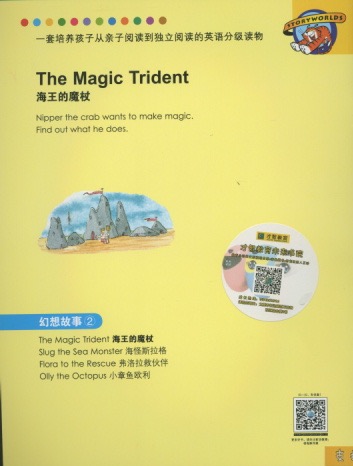 STORYWORLDS
一套培养孩子从亲子阅读到独立阅读的英语分级读物
The Magic Trident
海王的魔杖
Nipper the crab wants to make magic.
Find out what he does.
幻想故事 ②
The Magic Trident 海王的魔杖
Slug the Sea Monster 海怪斯拉格
Flora to the Rescue 弗洛拉救伙伴
Olly the Octopus 小章鱼欧利